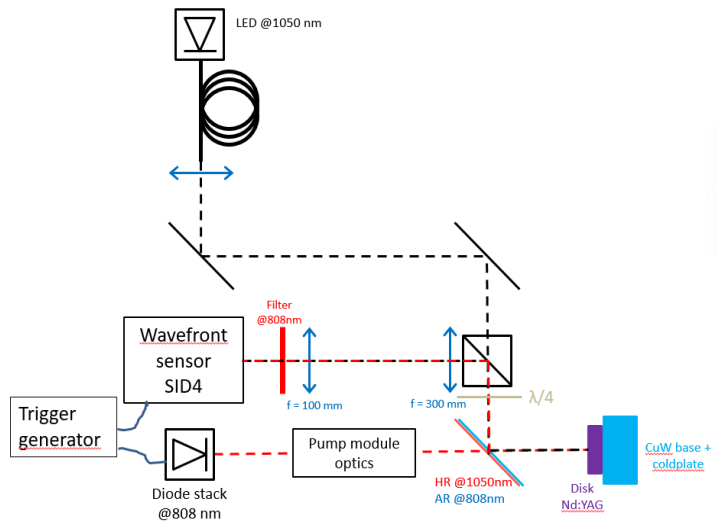 LED @1050 nm
Filter
@808nm
Wavefront
sensor
SID4
f = 100 mm
f = 300 mm
λ/4
Trigger
generator
Pump module
optics
CuW base +
coldplate
Diode stack
@808 nm
HR @1050nm
AR @808nm
Disk
Nd:YAG